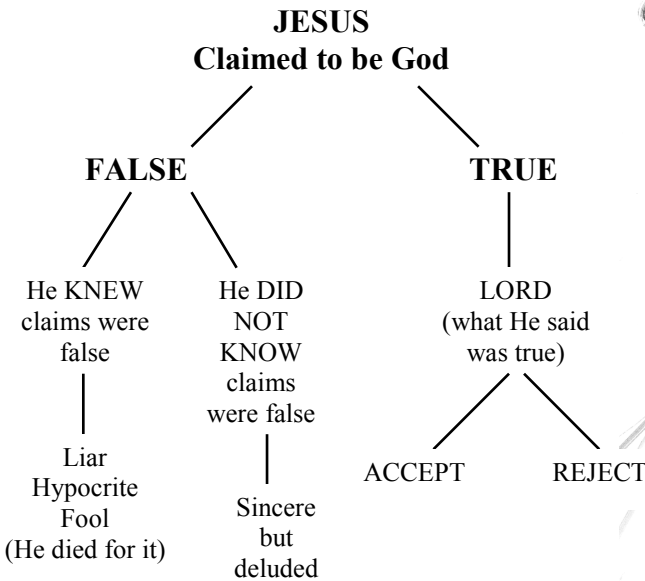 JESUS
Claimed to be God
FALSE
TRUE
He KNEW
claims were
false
He DID
NOT
KNOW
claims
were false
LORD
(what He said
was true)
Liar
Hypocrite
Fool
(He died for it)
Sincere
but
deluded
ACCEPT
REJECT